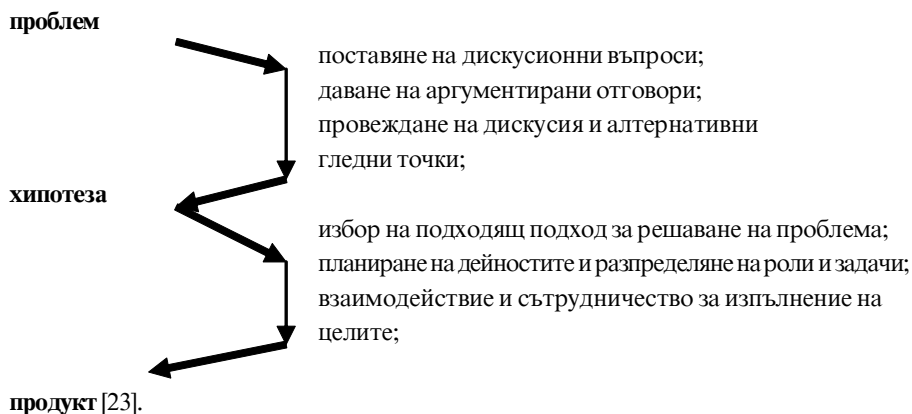 проблем
поставяне на дискусионни въпроси;
даване на аргументирани отговори;
провеждане на дискусия и алтернативни
гледни точки;
хипотеза
избор на подходящ подход за решаване на проблема;
планиране на дейностите и разпределяне на роли и задачи;
взаимодействие и сътрудничество за изпълнение на
целите;
продукт [23].